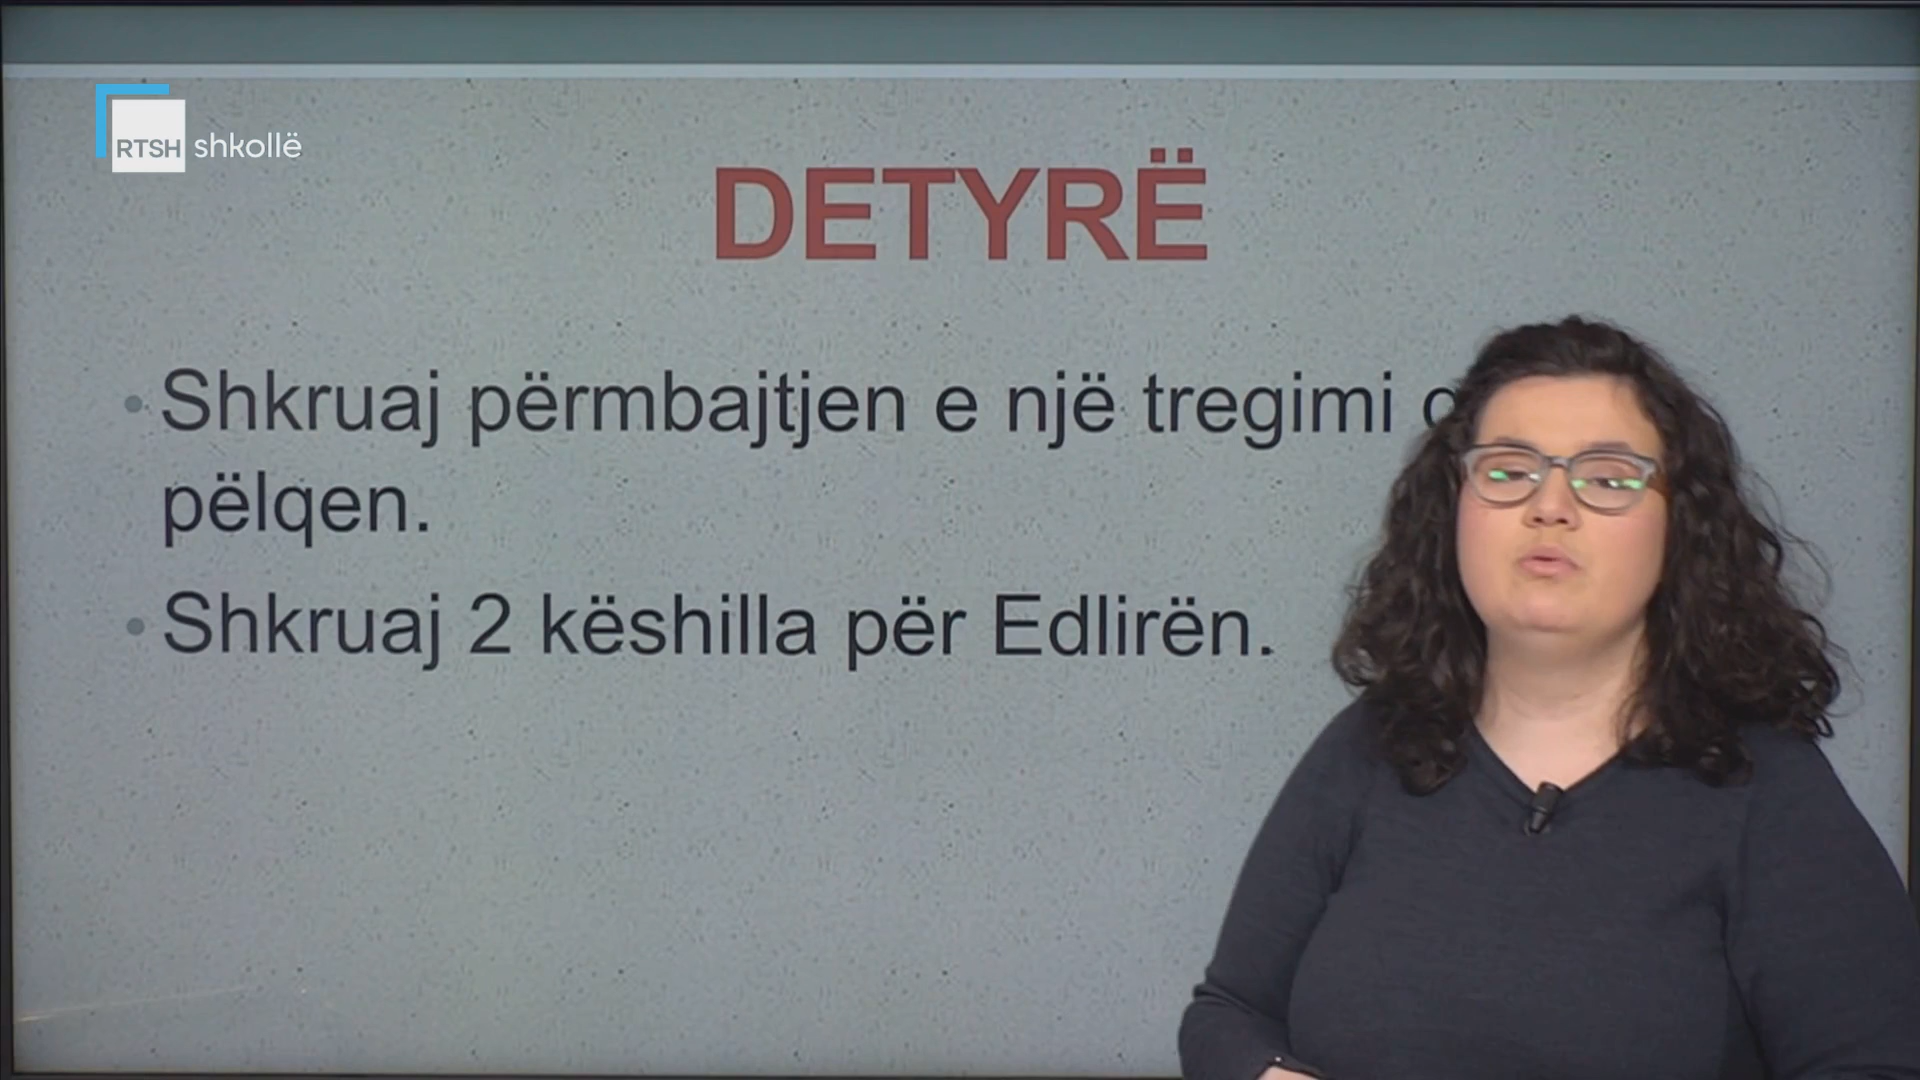 RTSH shkollë
DETYRË
• Shkruaj përmbajtjen e një tregimi
pëlqen.
• Shkruaj 2 këshilla për Edlirën.